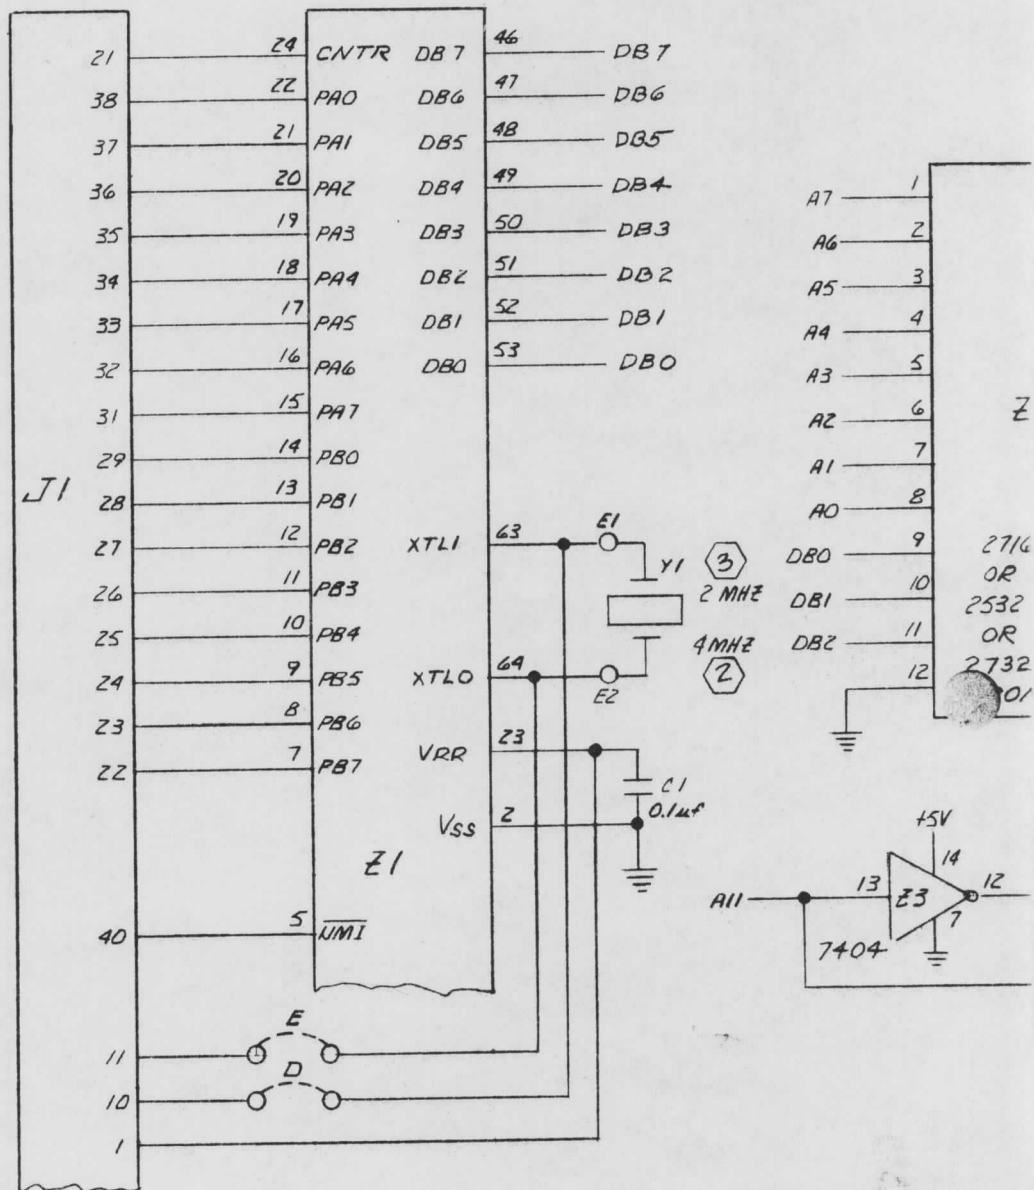 21 24 CNTR DB7 46 DB7
38 22 PA0 DB6 47 DB6
37 21 PA1 DB5 48 DB5
36 20 PA2 DB4 49 DB4
35 19 PA3 DB3 50 DB3
34 18 PA4 DB2 51 DB2
33 17 PA5 DB1 52 DB1
32 16 PA6 DB0 53 DB0
31 15 PA7
29 14 PB0
28 13 PB1
27 12 PB2
26 11 PB3
25 10 PB4
24 9 PB5
23 8 PB6
22 7 PB7
J1
XTLI 63 E1
Y1 3
2 MHZ
4MHZ
XTLO 64 E2 2
VRR 23
C1
0.1uf
VSS 2
Z1
40 5 NMI
E
11
D
10
1
A7 1
A6 2
A5 3
A4 4
A3 5
A2 6
Z
A1 7
A0 8
DB0 9 2716
OR
DB1 10 2532
OR
DB2 11 2732
12
+5V
14
A11 13 Z3 12
7
7404